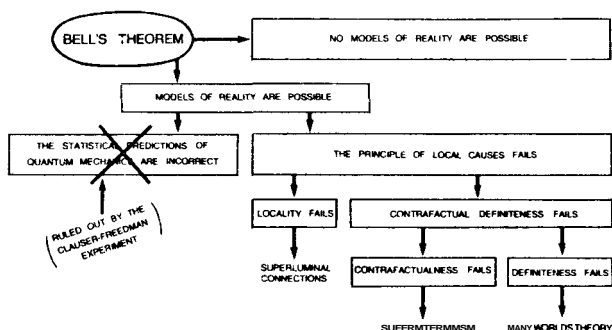 BELL'S THEOREM
NO MODELS OF REALITY ARE POSSIBLE
MODELS OF REALITY ARE POSSIBLE
THE STATISTICAL PREDICTIONS OF
QUANTUM MECHANICS ARE INCORRECT
THE PRINCIPLE OF LOCAL CAUSES FAILS
(RULED OUT BY THE
CLAUSER-FREEDMAN
EXPERIMENT)
LOCALITY FAILS
CONTRAFACTUAL DEFINITENESS FAILS
SUPERLUMINAL
CONNECTIONS
CONTRAFACTUALNESS FAILS
DEFINITENESS FAILS
SUFERMTERMMSM
MANY WORLDS THEORY